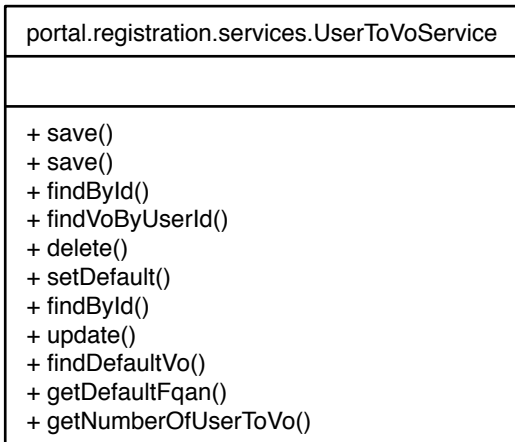 portal.registration.services.UserToVoService
+ save()
+ save()
+ findById()
+ findVoByUserId()
+ delete()
+ setDefault()
+ findById()
+ update()
+ findDefaultVo()
+ getDefaultFqan()
+ getNumberOfUserToVo()